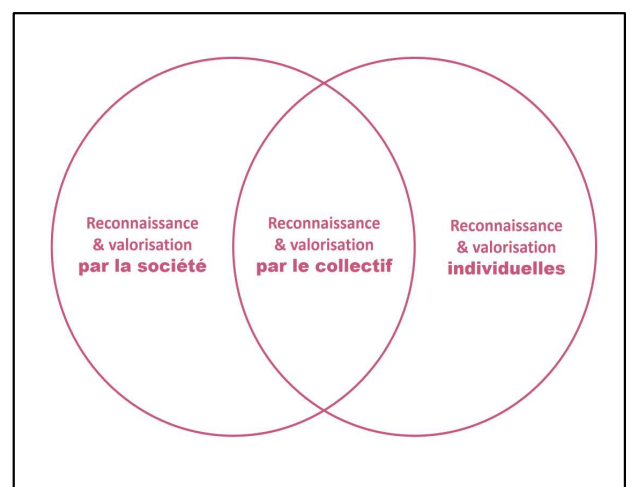 Reconnaissance
& valorisation
par la société
Reconnaissance
& valorisation
par le collectif
Reconnaissance
& valorisation
individuelles